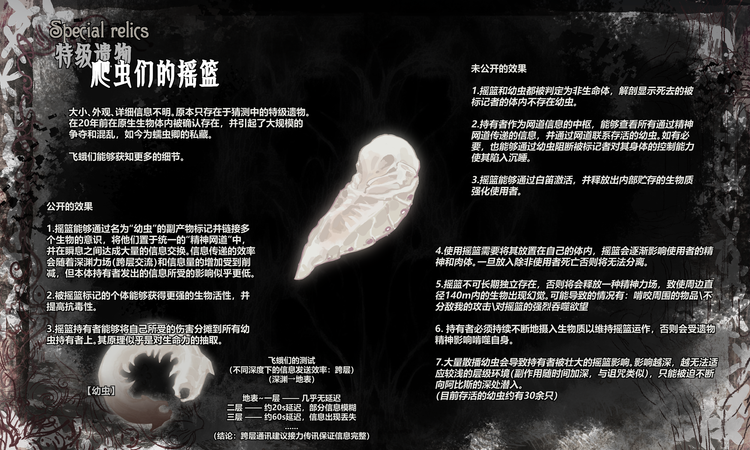 Special relics
特级遗物
爬虫们的摇篮
大小、外观、详细信息不明。原本只存在于猜测中的特级遗物。
在20年前在原生生物体内被确认存在，并引起了大规模的
争夺和混乱，如今为蠕虫卿的私藏。
飞蛾们能够获知更多的细节。
公开的效果
1.摇篮能够通过名为“幼虫”的副产物标记并链接多
个生物的意识，将他们置于统一的“精神网道”中，
并在瞬息之间达成大量的信息交换。信息传递的效率
会随着深渊力场(跨层交流)和信息量的增加受到削
减，但本体持有者发出的信息所受的影响似乎更低。
2.被摇篮标记的个体能够获得更强的生物活性，并
提高抗毒性。
3.摇篮持有者能够将自己所受的伤害分摊到所有幼
虫持有者上。其原理似乎是对生命力的抽取。
【幼虫】
飞蛾们的测试
(不同深度下的信息发送效率：跨层)
(深渊→地表)
地表~一层 —— 几乎无延迟
二层 —— 约20s延迟，部分信息模糊
三层 —— 约60s延迟，信息出现丢失
......
(结论：跨层通讯建议接力传讯保证信息完整)
未公开的效果
1.摇篮和幼虫都被判定为非生命体，解剖显示死去的被
标记者的体内不存在幼虫。
2.持有者作为网道信息的中枢，能够查看所有通过精神
网道传递的信息，并通过网道联系存活的幼虫.如有必
要，也能够通过幼虫阻断被标记者对其身体的控制能力
使其陷入沉睡。
3.摇篮能够通过白笛激活，并释放出内部贮存的生物质
强化使用者。
4.使用摇篮需要将其放置在自己的体内，摇篮会逐渐影响使用者的精
神和肉体。一旦放入除非使用者死亡否则将无法分离。
5.摇篮不可长期独立存在，否则将会释放一种精神力场，致使周边直
径140m内的生物出现幻觉。可能导致的情况有：啃咬周围的物品\不
分敌我的攻击\对摇篮的强烈吞噬欲望
6. 持有者必须持续不断地摄入生物质以维持摇篮运作，否则会受遗物
精神影响啃噬自身。
7.大量散播幼虫会导致持有者被壮大的摇篮影响。影响越深，越无法适
应较浅的层级环境(副作用随时间加深，与诅咒类似)，只能被迫不断
向阿比斯的深处潜入。
(目前存活的幼虫约有30余只)